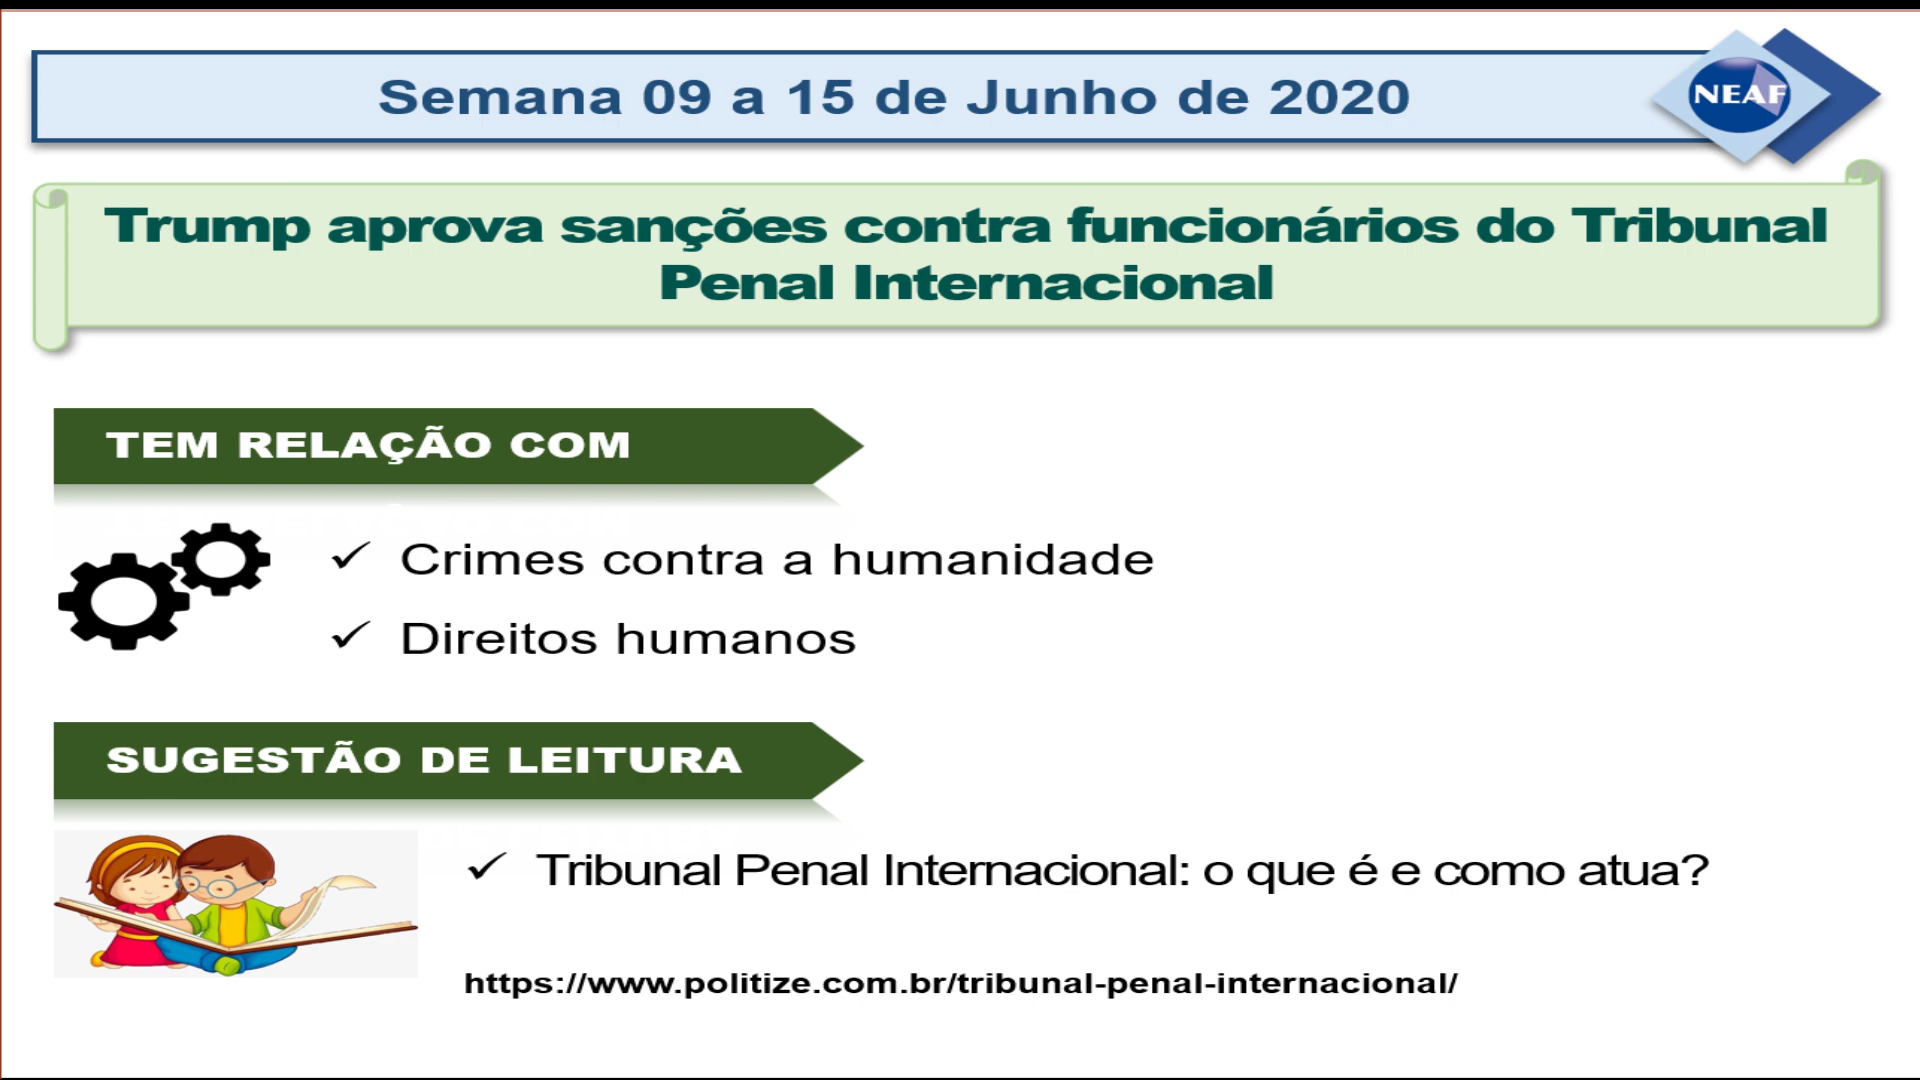 Semana 09 a 15 de Junho de 2020
NEAF
Trump aprova sanções contra funcionários do Tribunal
Penal Internacional
TEM RELAÇÃO COM
Crimes contra a humanidade
Direitos humanos
SUGESTÃO DE LEITURA
Tribunal Penal Internacional: o que é e como atua?
https://www.politize.com.br/tribunal-penal-internacional/